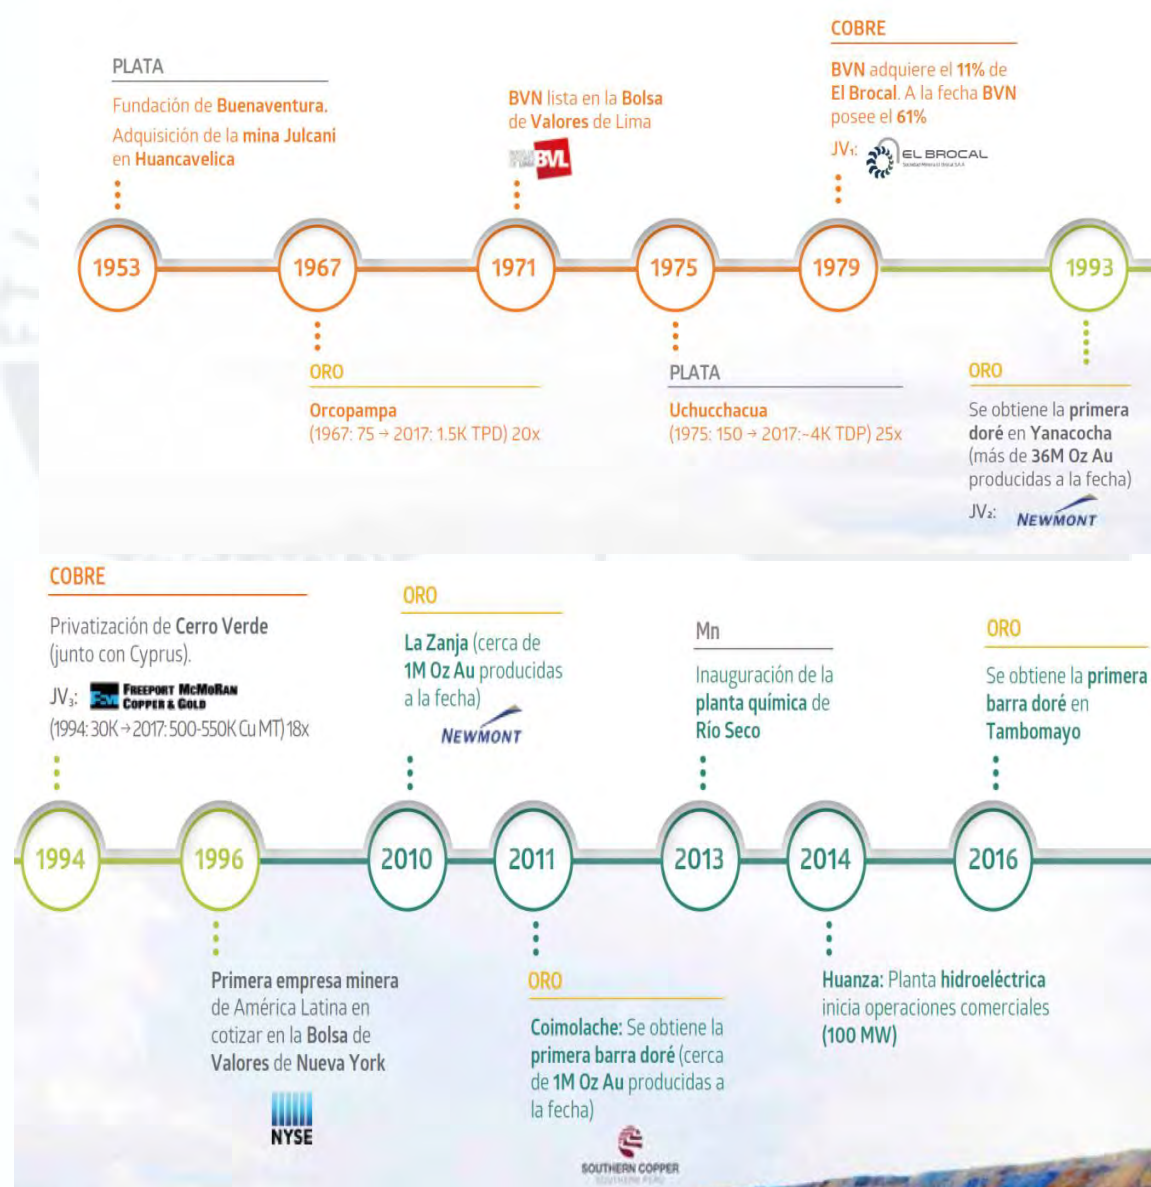 PLATA
Fundación de Buenaventura.
Adquisición de la mina Julcani
en Huancavelica
BVN lista en la Bolsa
de Valores de Lima
BVL
COBRE
BVN adquiere el 11% de
El Brocal. A la fecha BVN
posee el 61%
JV₁:
EL BROCAL
1953
1967
1971
1975
1979
1993
ORO
Orcopampa
(1967: 75 → 2017: 1.5K TPD) 20x
PLATA
Uchucchacua
(1975: 150 → 2017:~4K TDP) 25x
ORO
Se obtiene la primera
doré en Yanacocha
(más de 36M Oz Au
producidas a la fecha)
JV₂:
NEWMONT
COBRE
Privatización de Cerro Verde
(junto con Cyprus).
JV₃:
FCX
FREEPORT MCMORAN
COPPER & GOLD
(1994: 30K → 2017: 500-550K Cu MT) 18x
ORO
La Zanja (cerca de
1M Oz Au producidas
a la fecha)
NEWMONT
Mn
Inauguración de la
planta química de
Río Seco
ORO
Se obtiene la primera
barra doré en
Tambomayo
1994
1996
2010
2011
2013
2014
2016
Primera empresa minera
de América Latina en
cotizar en la Bolsa de
Valores de Nueva York
NYSE
ORO
Coimolache: Se obtiene la
primera barra doré (cerca
de 1M Oz Au producidas a
la fecha)
SOUTHERN COPPER
SOUTHERN PERU
Huanza: Planta hidroeléctrica
inicia operaciones comerciales
(100 MW)